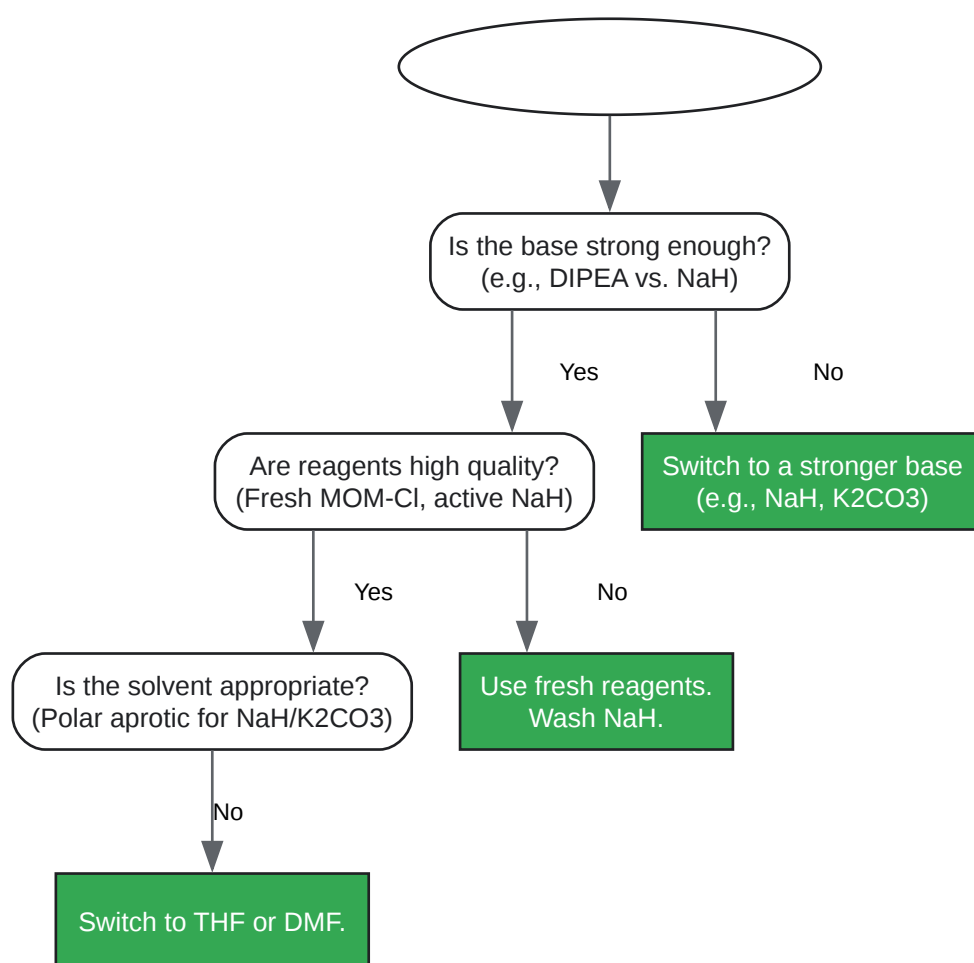 Is the base strong enough?
(e.g., DIPEA vs. NaH)
Yes
No
Are reagents high quality?
(Fresh MOM-Cl, active NaH)
Switch to a stronger base
(e.g., NaH, K2CO3)
Yes
No
Is the solvent appropriate?
(Polar aprotic for NaH/K2CO3)
Use fresh reagents.
Wash NaH.
No
Switch to THF or DMF.